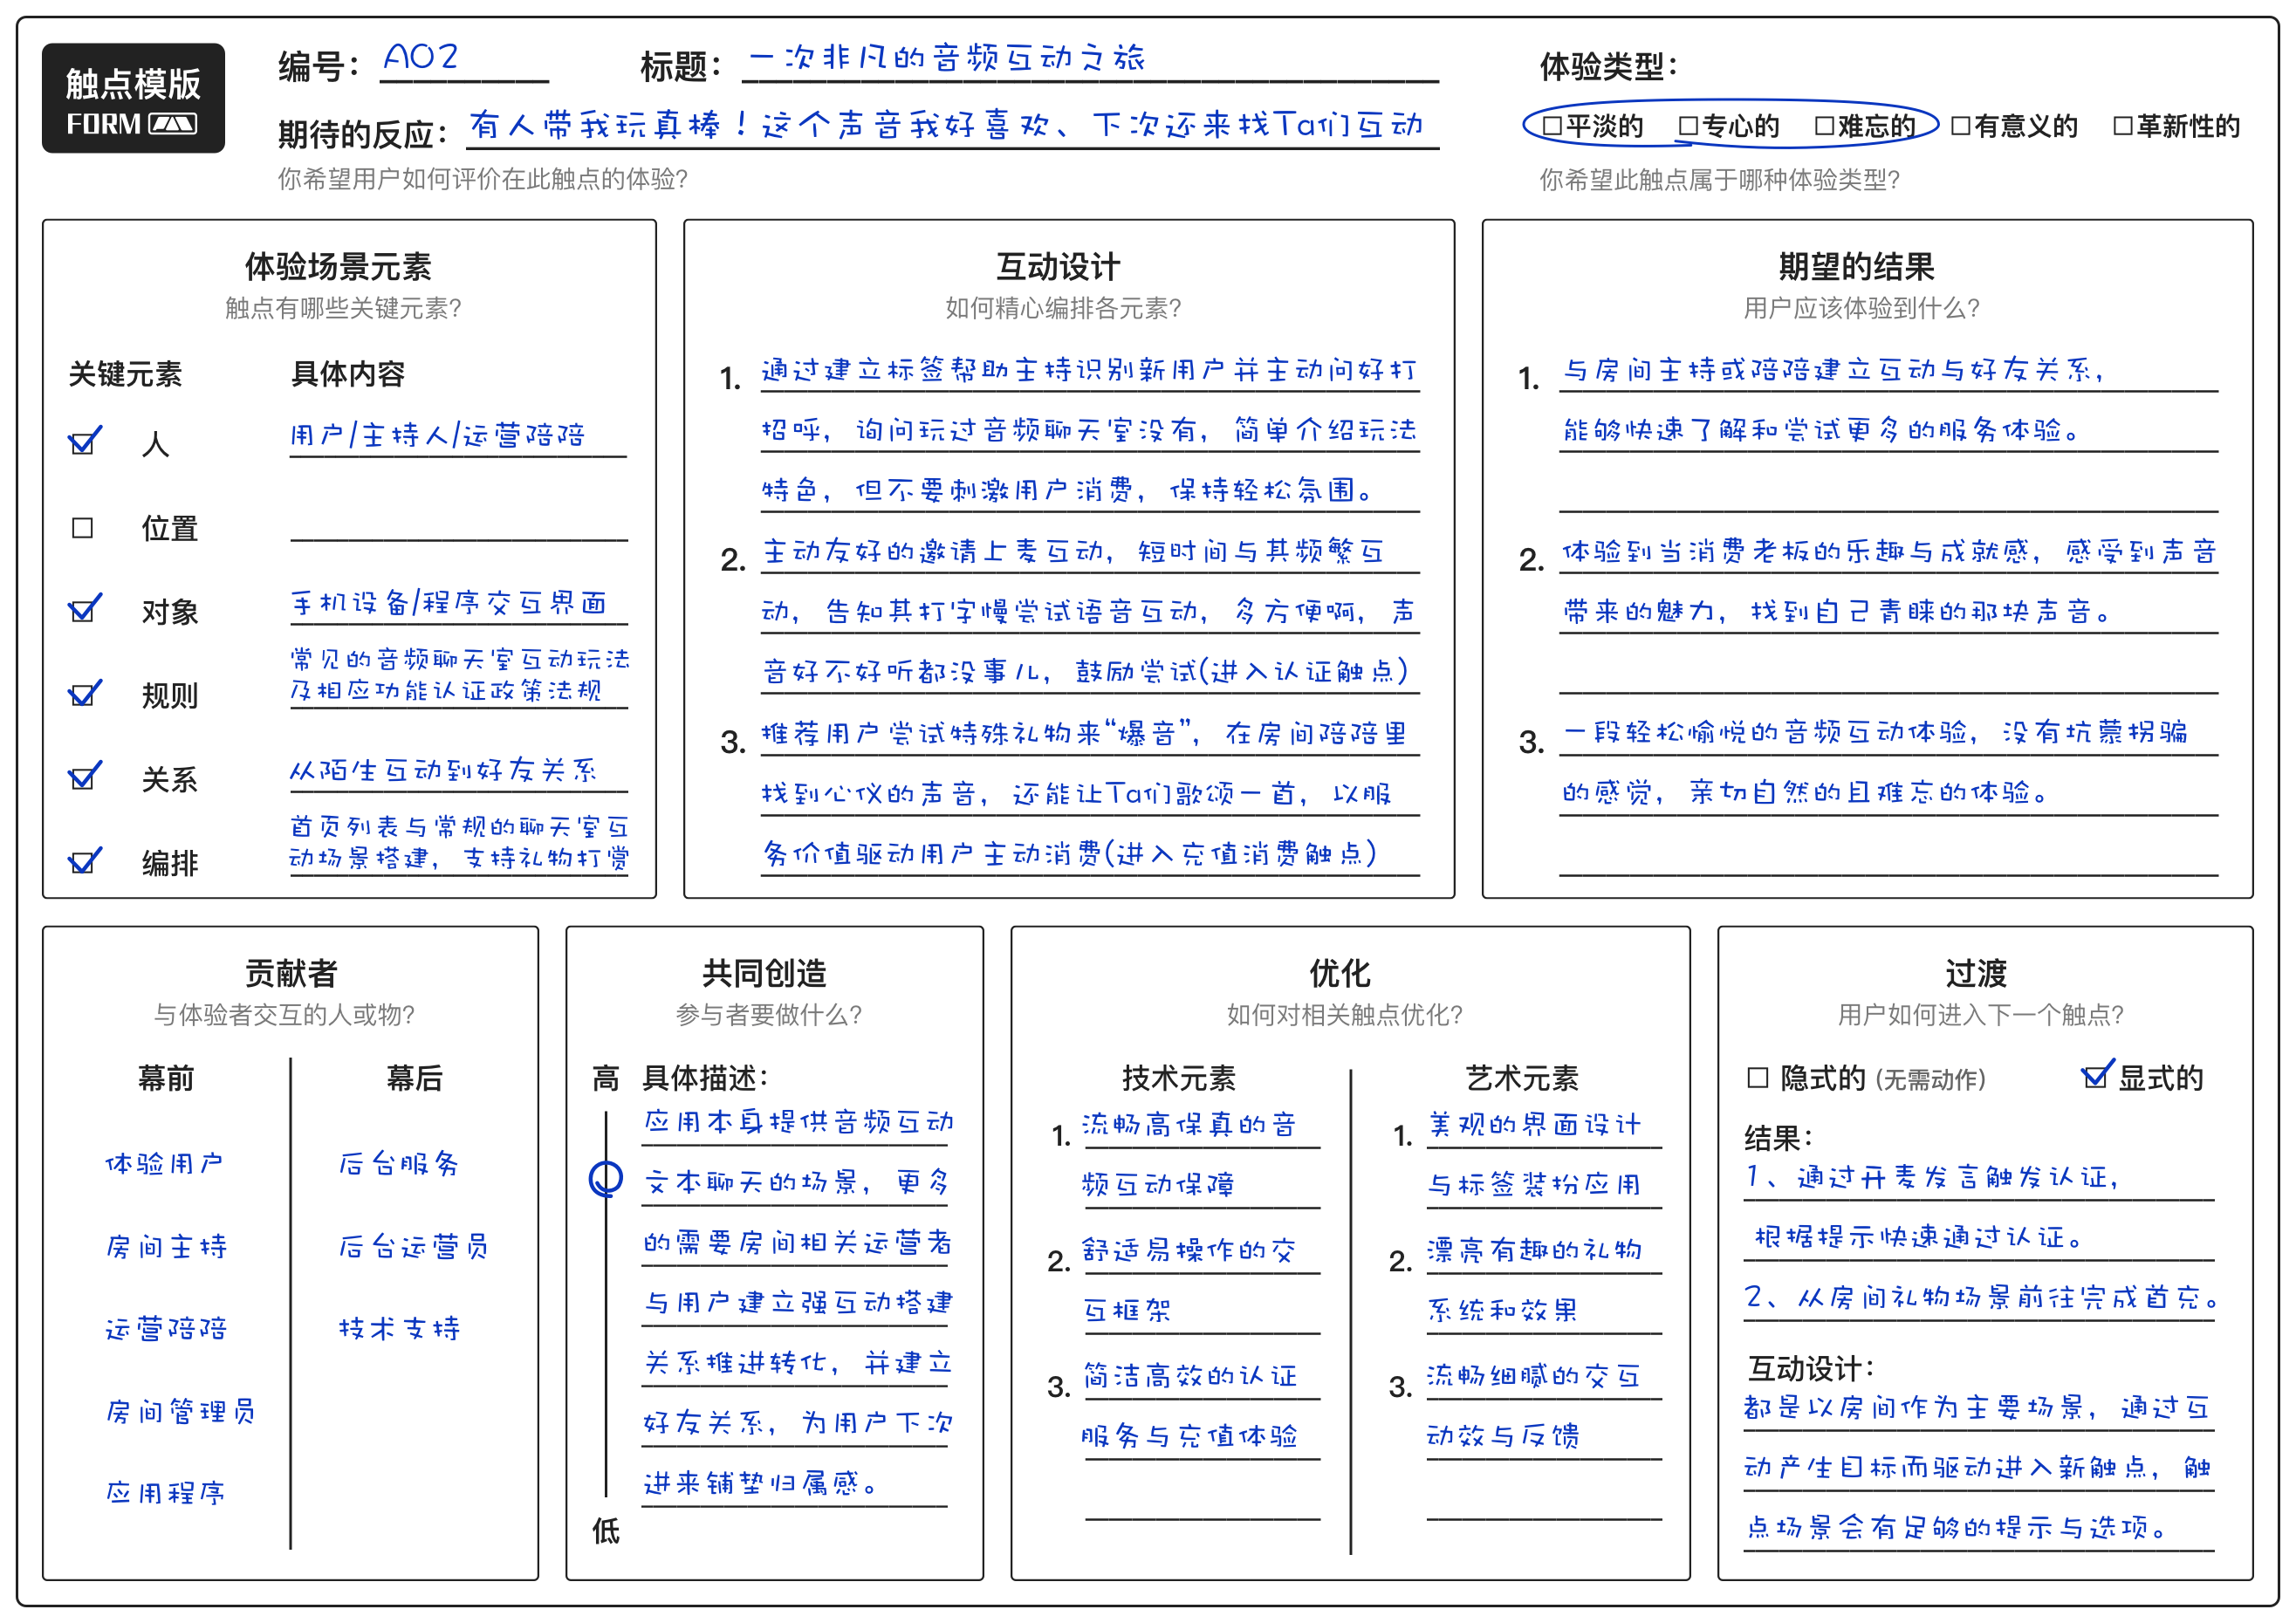 触点模版
FORM
编号： A02
标题： 一次非凡的音频互动之旅
期待的反应： 有人带我玩真棒！这个声音我好喜欢、下次还来找Ta们互动
你希望用户如何评价在此触点的体验？
体验类型：
□平淡的 □专心的 □难忘的 □有意义的 □革新性的
你希望此触点属于哪种体验类型？
体验场景元素
触点有哪些关键元素？
关键元素 具体内容
人 用户/主持人/运营陪陪
位置
对象 手机设备/程序交互界面
规则 常见的音频聊天室互动玩法
及相应功能认证政策法规
关系 从陌生互动到好友关系
编排 首页列表与常规的聊天室互
动场景搭建，支持礼物打赏
互动设计
如何精心编排各元素？
1. 通过建立标签帮助主持识别新用户并主动问好打
招呼，询问玩过音频聊天室没有，简单介绍玩法
特色，但不要刺激用户消费，保持轻松氛围。
2. 主动友好的邀请上麦互动，短时间与其频繁互
动，告知其打字慢尝试语音互动，多方便啊，声
音好不好听都没事儿，鼓励尝试(进入认证触点)
3. 推荐用户尝试特殊礼物来“爆音”，在房间陪陪里
找到心仪的声音，还能让Ta们歌颂一首，以服
务价值驱动用户主动消费(进入充值消费触点)
期望的结果
用户应该体验到什么？
1. 与房间主持或陪陪建立互动与好友关系，
能够快速了解和尝试更多的服务体验。
2. 体验到当消费老板的乐趣与成就感，感受到声音
带来的魅力，找到自己青睐的那块声音。
3. 一段轻松愉悦的音频互动体验，没有坑蒙拐骗
的感觉，亲切自然的且难忘的体验。
贡献者
与体验者交互的人或物？
幕前
体验用户
房间主持
运营陪陪
房间管理员
应用程序
幕后
后台服务
后台运营员
技术支持
共同创造
参与者要做什么？
高
低
具体描述：
应用本身提供音频互动
文本聊天的场景，更多
的需要房间相关运营者
与用户建立强互动搭建
关系推进转化，并建立
好友关系，为用户下次
进来铺垫归属感。
优化
如何对相关触点优化？
技术元素
1. 流畅高保真的音
频互动保障
2. 舒适易操作的交
互框架
3. 简洁高效的认证
服务与充值体验
艺术元素
1. 美观的界面设计
与标签装扮应用
2. 漂亮有趣的礼物
系统和效果
3. 流畅细腻的交互
动效与反馈
过渡
用户如何进入下一个触点？
□ 隐式的 (无需动作) 显式的
结果：
1、通过开麦发言触发认证，
根据提示快速通过认证。
2、从房间礼物场景前往完成首充。
互动设计：
都是以房间作为主要场景，通过互
动产生目标而驱动进入新触点，触
点场景会有足够的提示与选项。